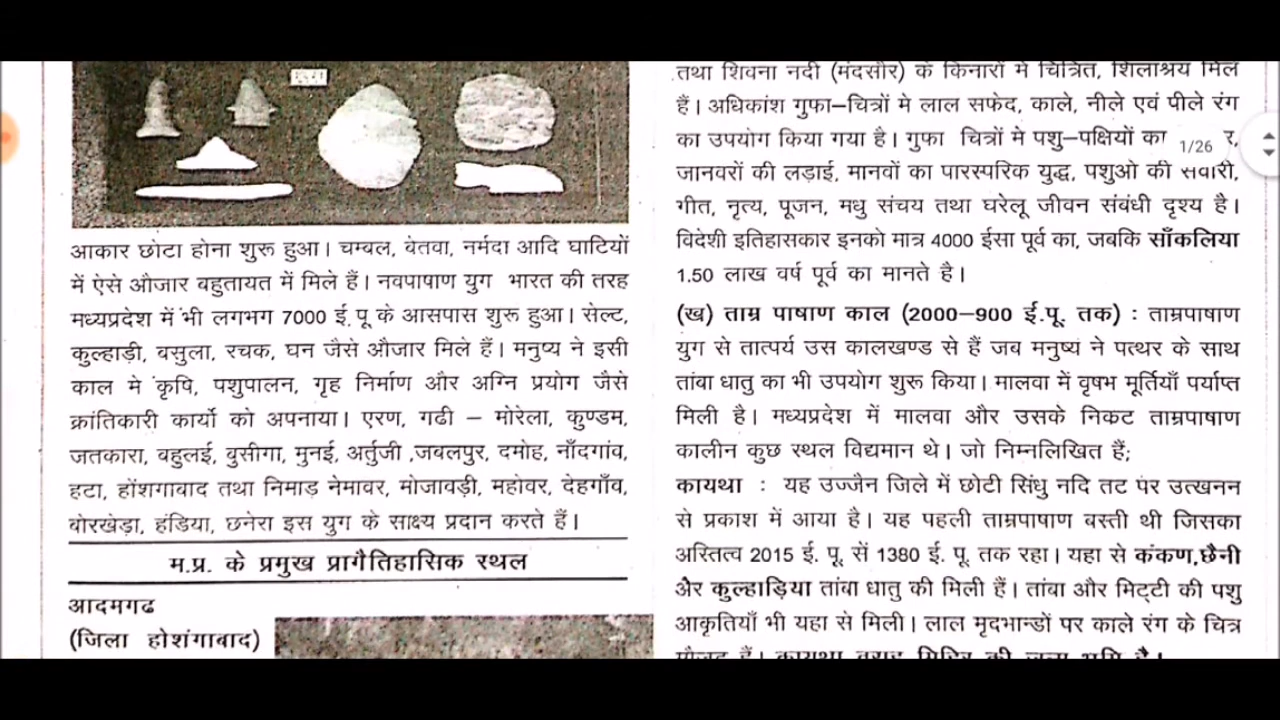 आकार छोटा होना शुरू हुआ। चम्बल, बेतवा, नर्मदा आदि घाटियों
में ऐसे औजार बहुतायत में मिले हैं। नवपाषाण युग भारत की तरह
मध्यप्रदेश में भी लगभग 7000 ई.पू. के आसपास शुरू हुआ। सेल्ट,
कुल्हाड़ी, बसुला, रचक, घन जैसे औजार मिले हैं। मनुष्य ने इसी
काल मे कृषि, पशुपालन, गृह निर्माण और अग्नि प्रयोग जैसे
क्रांतिकारी कार्यो को अपनाया। एरण, गढी – मोरेला, कुण्डम,
जतकारा, बहुलई, बुसीगा, मुनई, अर्तुजी ,जबलपुर, दमोह, नाँदगांव,
हटा, होंशगाबाद तथा निमाड़ नेमावर, मोजावड़ी, महोवर, देहगाँव,
बोरखेड़ा, हंडिया, छनेरा इस युग के साक्ष्य प्रदान करते हैं।
म.प्र. के प्रमुख प्रागैतिहासिक स्थल
आदमगढ
(जिला होशंगाबाद)
तथा शिवना नदी (मंदसौर) के किनारों मे चित्रित, शिलाश्रय मिले
हैं। अधिकांश गुफा–चित्रों मे लाल सफेद, काले, नीले एवं पीले रंग
का उपयोग किया गया है। गुफा चित्रों मे पशु–पक्षियों का
1/26
जानवरों की लड़ाई, मानवों का पारस्परिक युद्ध, पशुओ की सवारी,
गीत, नृत्य, पूजन, मधु संचय तथा घरेलू जीवन संबंधी दृश्य है।
विदेशी इतिहासकार इनको मात्र 4000 ईसा पूर्व का, जबकि साँकलिया
1.50 लाख वर्ष पूर्व का मानते है।
(ख) ताम्र पाषाण काल (2000–900 ई.पू. तक) : ताम्रपाषाण
युग से तात्पर्य उस कालखण्ड से हैं जब मनुष्य ने पत्थर के साथ
तांबा धातु का भी उपयोग शुरू किया। मालवा में वृषभ मूर्तियाँ पर्याप्त
मिली है। मध्यप्रदेश में मालवा और उसके निकट ताम्रपाषाण
कालीन कुछ स्थल विद्यमान थे। जो निम्नलिखित हैं;
कायथा : यह उज्जैन जिले में छोटी सिंधु नदि तट पर उत्खनन
से प्रकाश में आया है। यह पहली ताम्रपाषाण बस्ती थी जिसका
अस्तित्व 2015 ई. पू. सें 1380 ई. पू. तक रहा। यहा से कंकण,छैनी
अेर कुल्हाड़िया तांबा धातु की मिली हैं। तांबा और मिट्टी की पशु
आकृतियाँ भी यहा से मिली। लाल मृदभान्डों पर काले रंग के चित्र